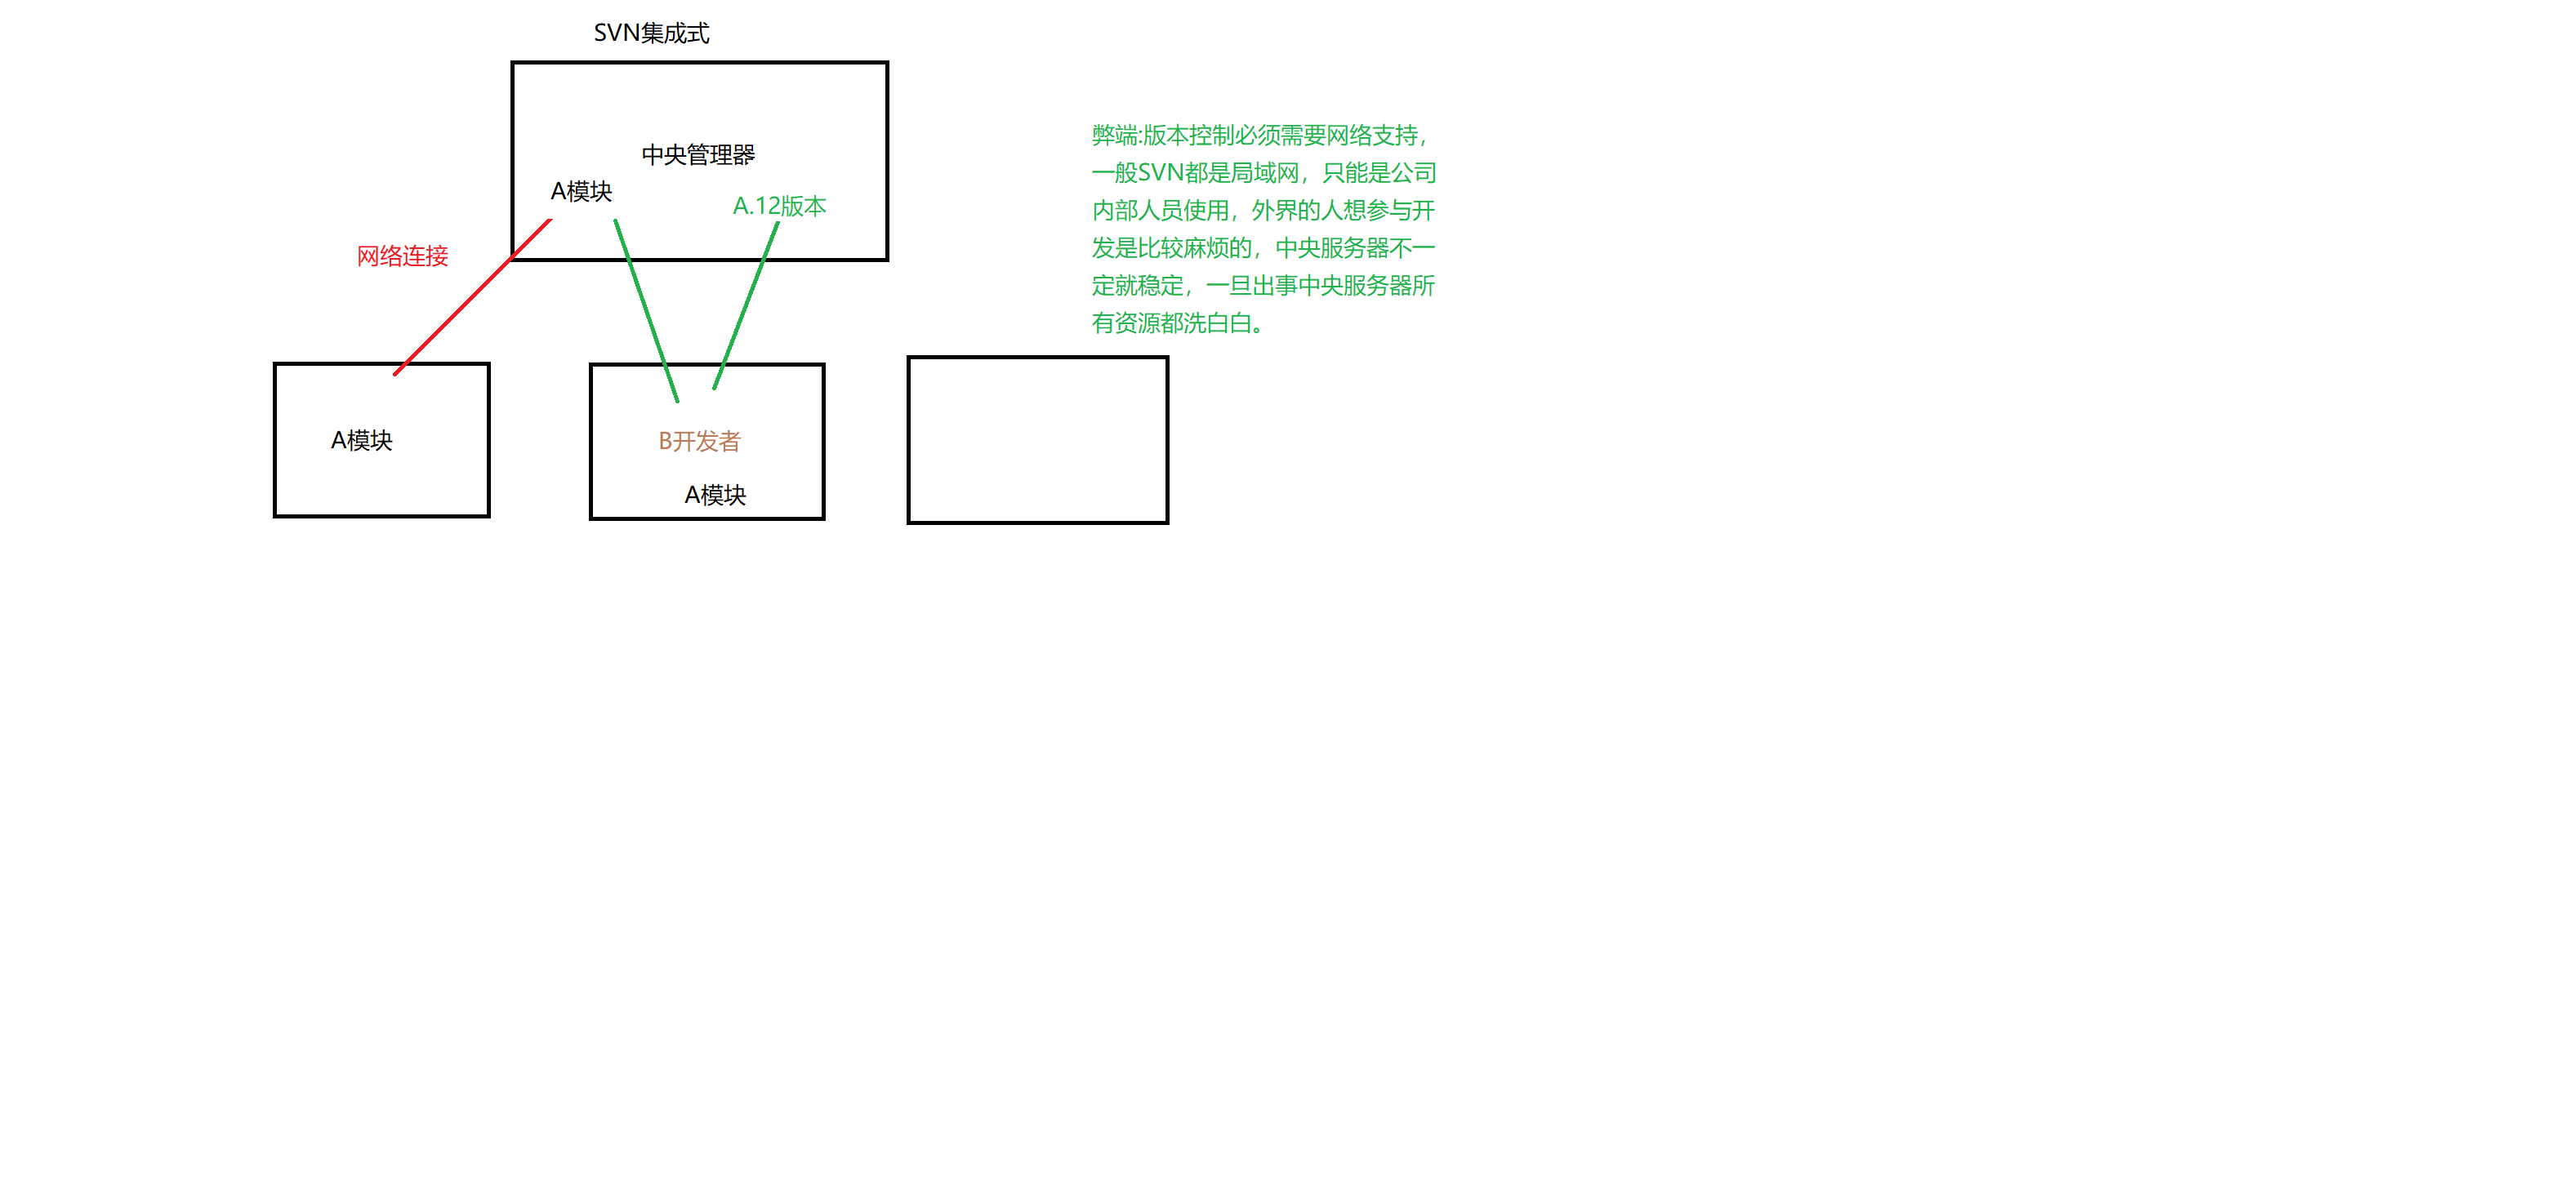 SVN集成式
中央管理器
A模块
A.12版本
网络连接
弊端:版本控制必须需要网络支持，
一般SVN都是局域网，只能是公司
内部人员使用，外界的人想参与开
发是比较麻烦的，中央服务器不一
定就稳定，一旦出事中央服务器所
有资源都洗白白。
A模块
B开发者
A模块